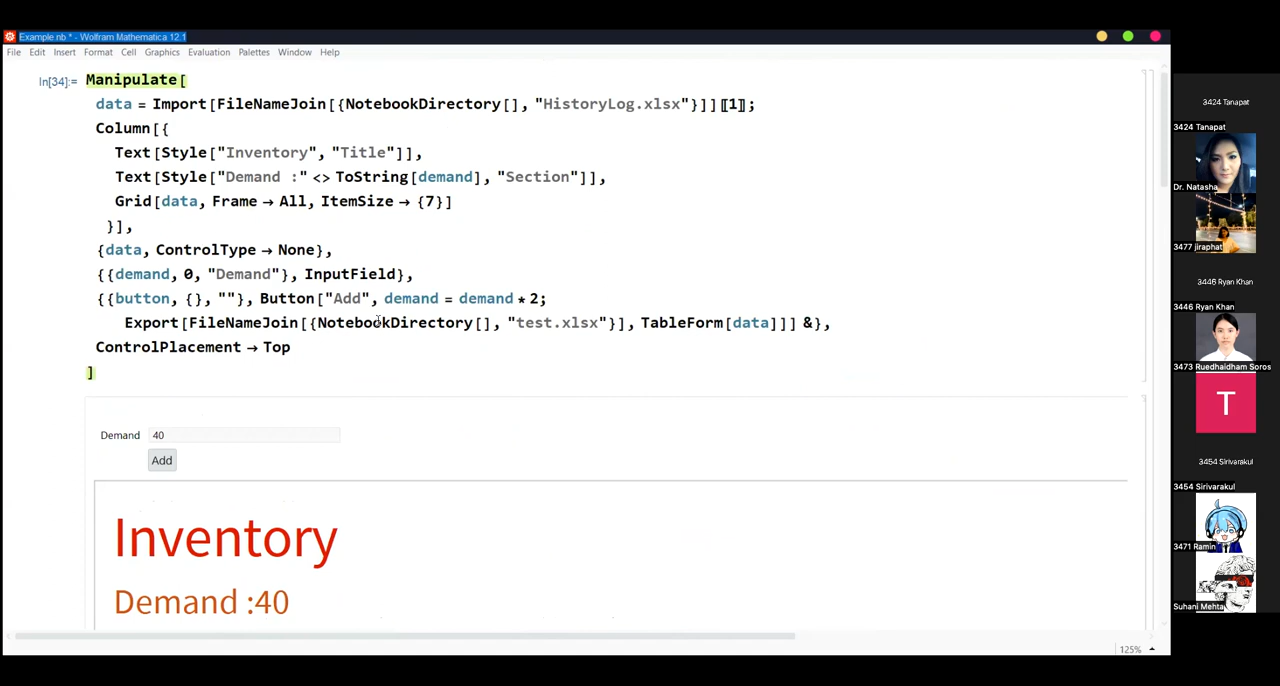 Example.nb * - Wolfram Mathematica 12.1
File Edit Insert Format Cell Graphics Evaluation Palettes Window Help
In[34]:= Manipulate[
data = Import[FileNameJoin[{NotebookDirectory[], "HistoryLog.xlsx"}]]〚1〛;
Column[{
Text[Style["Inventory", "Title"]],
Text[Style["Demand :" <> ToString[demand], "Section"]],
Grid[data, Frame → All, ItemSize → {7}]
}],
{data, ControlType → None},
{{demand, 0, "Demand"}, InputField},
{{button, {}, ""}, Button["Add", demand = demand * 2;
Export[FileNameJoin[{NotebookDirectory[], "test.xlsx"}], TableForm[data]]] &},
ControlPlacement → Top
]
Demand 40
Add
Inventory
Demand :40
125%
3424 Tanapat
3424 Tanapat
Dr. Natasha
3477 jiraphat
3446 Ryan Khan
3446 Ryan Khan
3473 Ruedhaidham Soros
T
3454 Sirivarakul
3454 Sirivarakul
3471 Ramin
Suhani Mehta